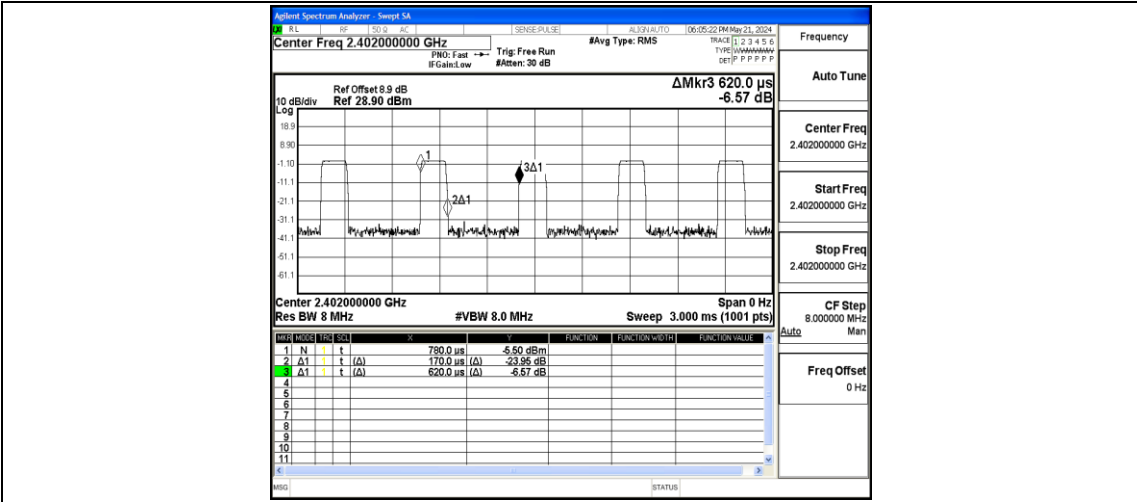 Agilent Spectrum Analyzer - Swept SA
RL RF 50 Ω AC SENSE:PULSE ALIGN AUTO 06:05:22 PM May 21, 2024
Center Freq 2.402000000 GHz #Avg Type: RMS TRACE 1 2 3 4 5 6
PNO: Fast Trig: Free Run TYPE WWWWWW
IFGain:Low #Atten: 30 dB DET P P P P P P
Frequency
Auto Tune
Center Freq
2.402000000 GHz
Start Freq
2.402000000 GHz
Stop Freq
2.402000000 GHz
CF Step
8.000000 MHz
Auto Man
Freq Offset
0 Hz
ΔMkr3 620.0 µs
-6.57 dB
Ref Offset 8.9 dB
10 dB/div Ref 28.90 dBm
Log
18.9
8.90
-1.10
-11.1
-21.1
-31.1
-41.1
-51.1
-61.1
1
2Δ1
3Δ1
Center 2.402000000 GHz Span 0 Hz
Res BW 8 MHz #VBW 8.0 MHz Sweep 3.000 ms (1001 pts)
MKR MODE TRC SCL X Y FUNCTION FUNCTION WIDTH FUNCTION VALUE
1 N 1 t 780.0 µs -5.50 dBm
2 Δ1 1 t (Δ) 170.0 µs (Δ) -23.95 dB
3 Δ1 1 t (Δ) 620.0 µs (Δ) -6.57 dB
4
5
6
7
8
9
10
11
MSG STATUS